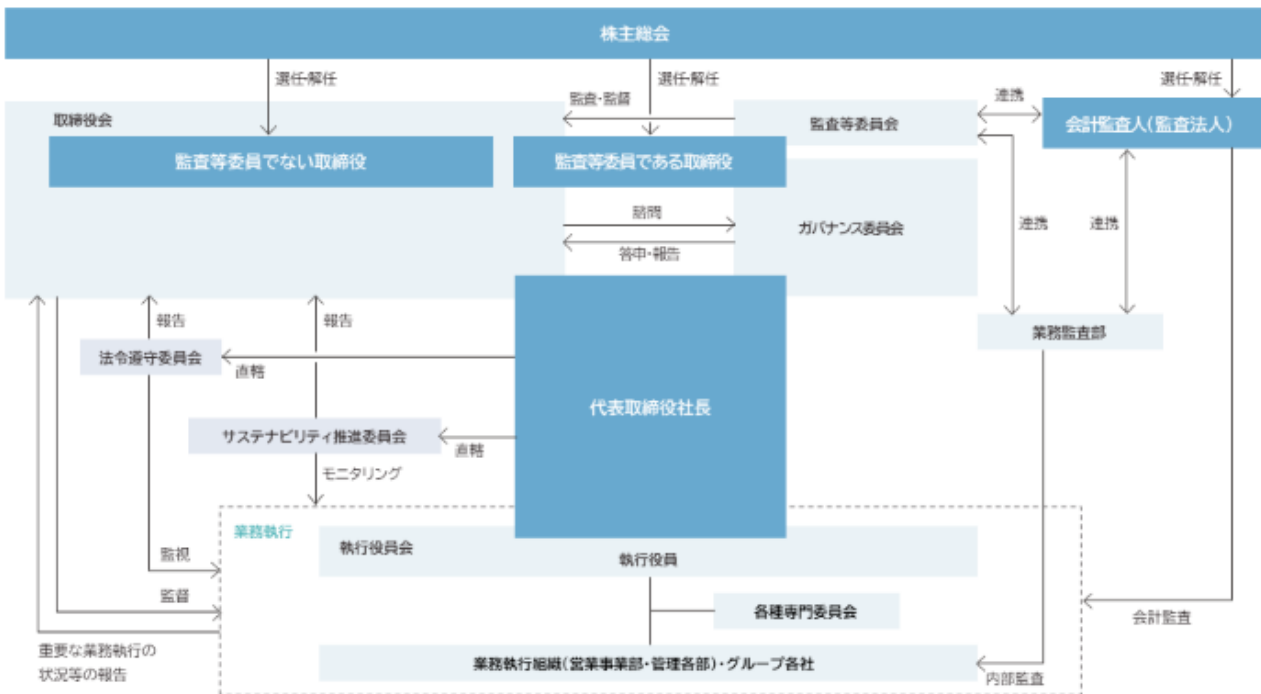 株主総会
選任・解任
選任・解任
選任・解任
監査・監督
連携
取締役会
監査等委員会
会計監査人(監査法人)
監査等委員でない取締役
監査等委員である取締役
諮問
ガバナンス委員会
連携
連携
答申・報告
報告
報告
業務監査部
法令遵守委員会
直轄
代表取締役社長
サステナビリティ推進委員会
直轄
モニタリング
業務執行
執行役員会
執行役員
監視
監督
各種専門委員会
会計監査
重要な業務執行の
状況等の報告
業務執行組織(営業事業部・管理各部)・グループ各社
内部監査